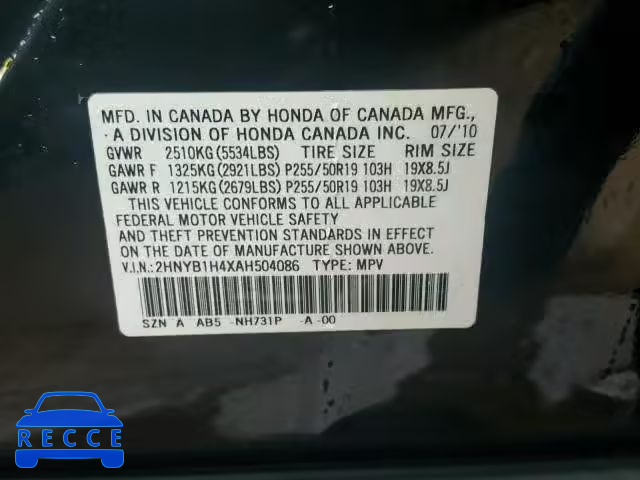 MFD. IN CANADA BY HONDA OF CANADA MFG.,
A DIVISION OF HONDA CANADA INC. 07/'10
GVWR 2510KG(5534LBS) TIRE SIZE RIM SIZE
GAWR F 1325KG(2921LBS) P255/50R19 103H 19X8.5J
GAWR R 1215KG(2679LBS) P255/50R19 103H 19X8.5J
THIS VEHICLE CONFORMS TO ALL APPLICABLE
FEDERAL MOTOR VEHICLE SAFETY
AND THEFT PREVENTION STANDARDS IN EFFECT
ON THE DATE OF MANUFACTURE SHOWN ABOVE.
V.I.N.:2HNYB1H4XAH504086 TYPE: MPV
SZN A AB5 -NH731P -A-00
RECCE